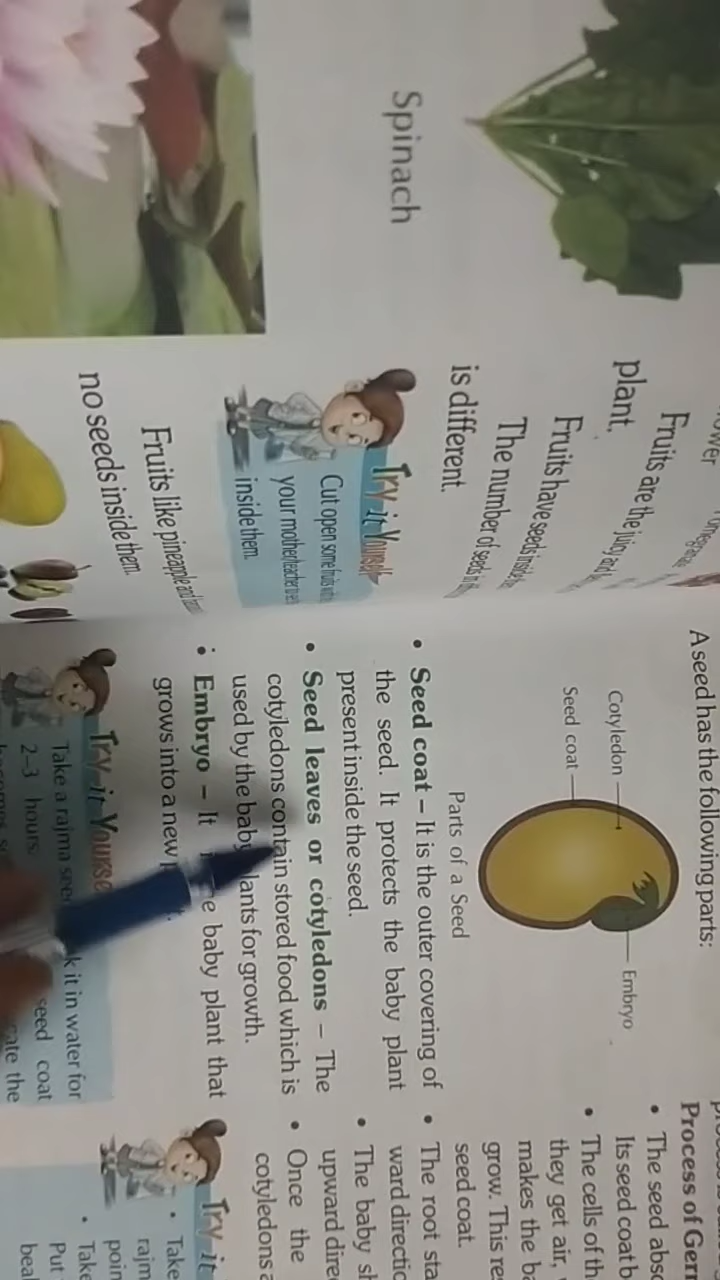 Spinach
Fruits are the juicy and
plant.
Fruits have seeds inside
The number of seeds in
is different.
Try it Yourself
Cut open some fruits
your mother/teacher
inside them.
Fruits like pineapple and
no seeds inside them.
A seed has the following parts:
Cotyledon
Seed coat
Embryo
Parts of a Seed
• Seed coat – It is the outer covering of
the seed. It protects the baby plant
present inside the seed.
• Seed leaves or cotyledons – The
cotyledons contain stored food which is
used by the baby plants for growth.
• Embryo – It baby plant that
grows into a new
Try it Yourse
Take a rajma see k it in water for
2–3 hours. seed coat
ate the
Process of Ger
• The seed abs
Its seed coat b
• The cells of th
they get air,
makes the ba
grow. This re
seed coat.
• The root sta
ward directio
• The baby sh
upward dire
• Once the
cotyledons a
Try it
• Take
rajm
poin
• Take
Put
bea